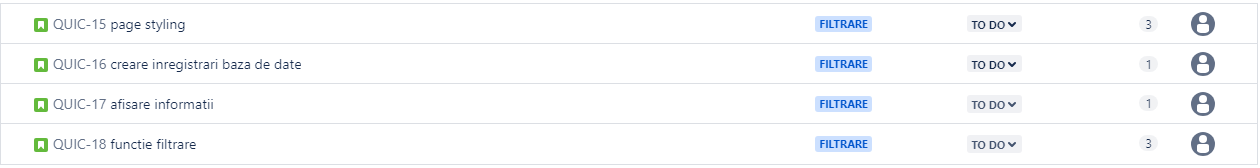 QUIC-15 page styling FILTRARE TO DO 3
QUIC-16 creare inregistrari baza de date FILTRARE TO DO 1
QUIC-17 afisare informatii FILTRARE TO DO 1
QUIC-18 functie filtrare FILTRARE TO DO 3